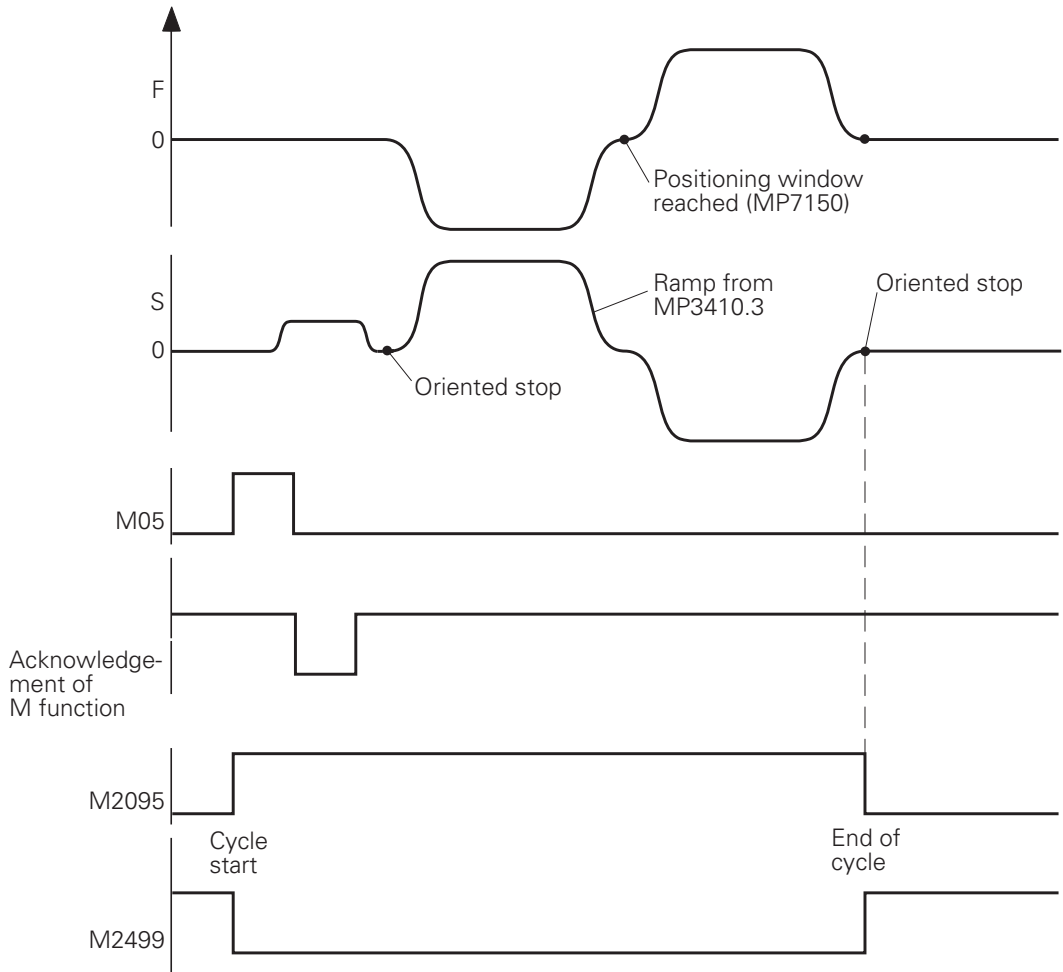 F
0
Positioning window
reached (MP7150)
S
Ramp from
MP3410.3
Oriented stop
0
Oriented stop
M05
Acknowledge-
ment of
M function
M2095
Cycle
start
End of
cycle
M2499